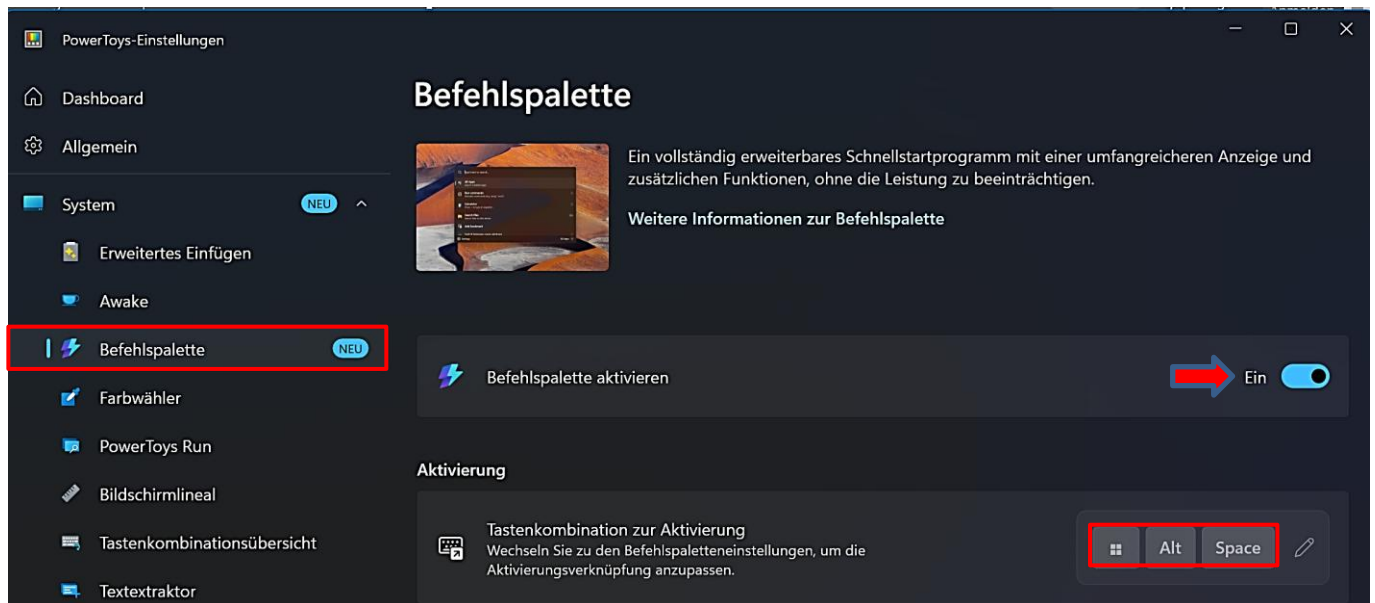 PowerToys-Einstellungen
Dashboard
Allgemein
System NEU
Erweitertes Einfügen
Awake
Befehlspalette NEU
Farbwähler
PowerToys Run
Bildschirmlineal
Tastenkombinationsübersicht
Textextraktor
Befehlspalette
Ein vollständig erweiterbares Schnellstartprogramm mit einer umfangreicheren Anzeige und
zusätzlichen Funktionen, ohne die Leistung zu beeinträchtigen.
Weitere Informationen zur Befehlspalette
Befehlspalette aktivieren Ein
Aktivierung
Tastenkombination zur Aktivierung
Wechseln Sie zu den Befehlspaletteneinstellungen, um die
Aktivierungsverknüpfung anzupassen.
Alt Space